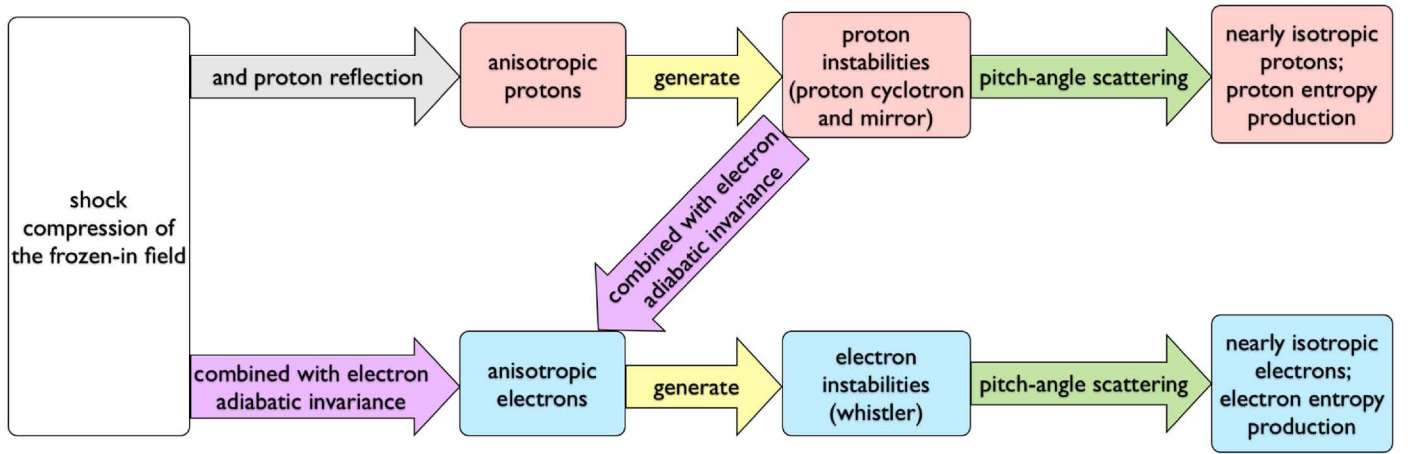 shock
compression of
the frozen-in field
and proton reflection
anisotropic
protons
generate
proton
instabilities
(proton cyclotron
and mirror)
pitch-angle scattering
nearly isotropic
protons;
proton entropy
production
combined with electron
adiabatic invariance
combined with electron
adiabatic invariance
anisotropic
electrons
generate
electron
instabilities
(whistler)
pitch-angle scattering
nearly isotropic
electrons;
electron entropy
production